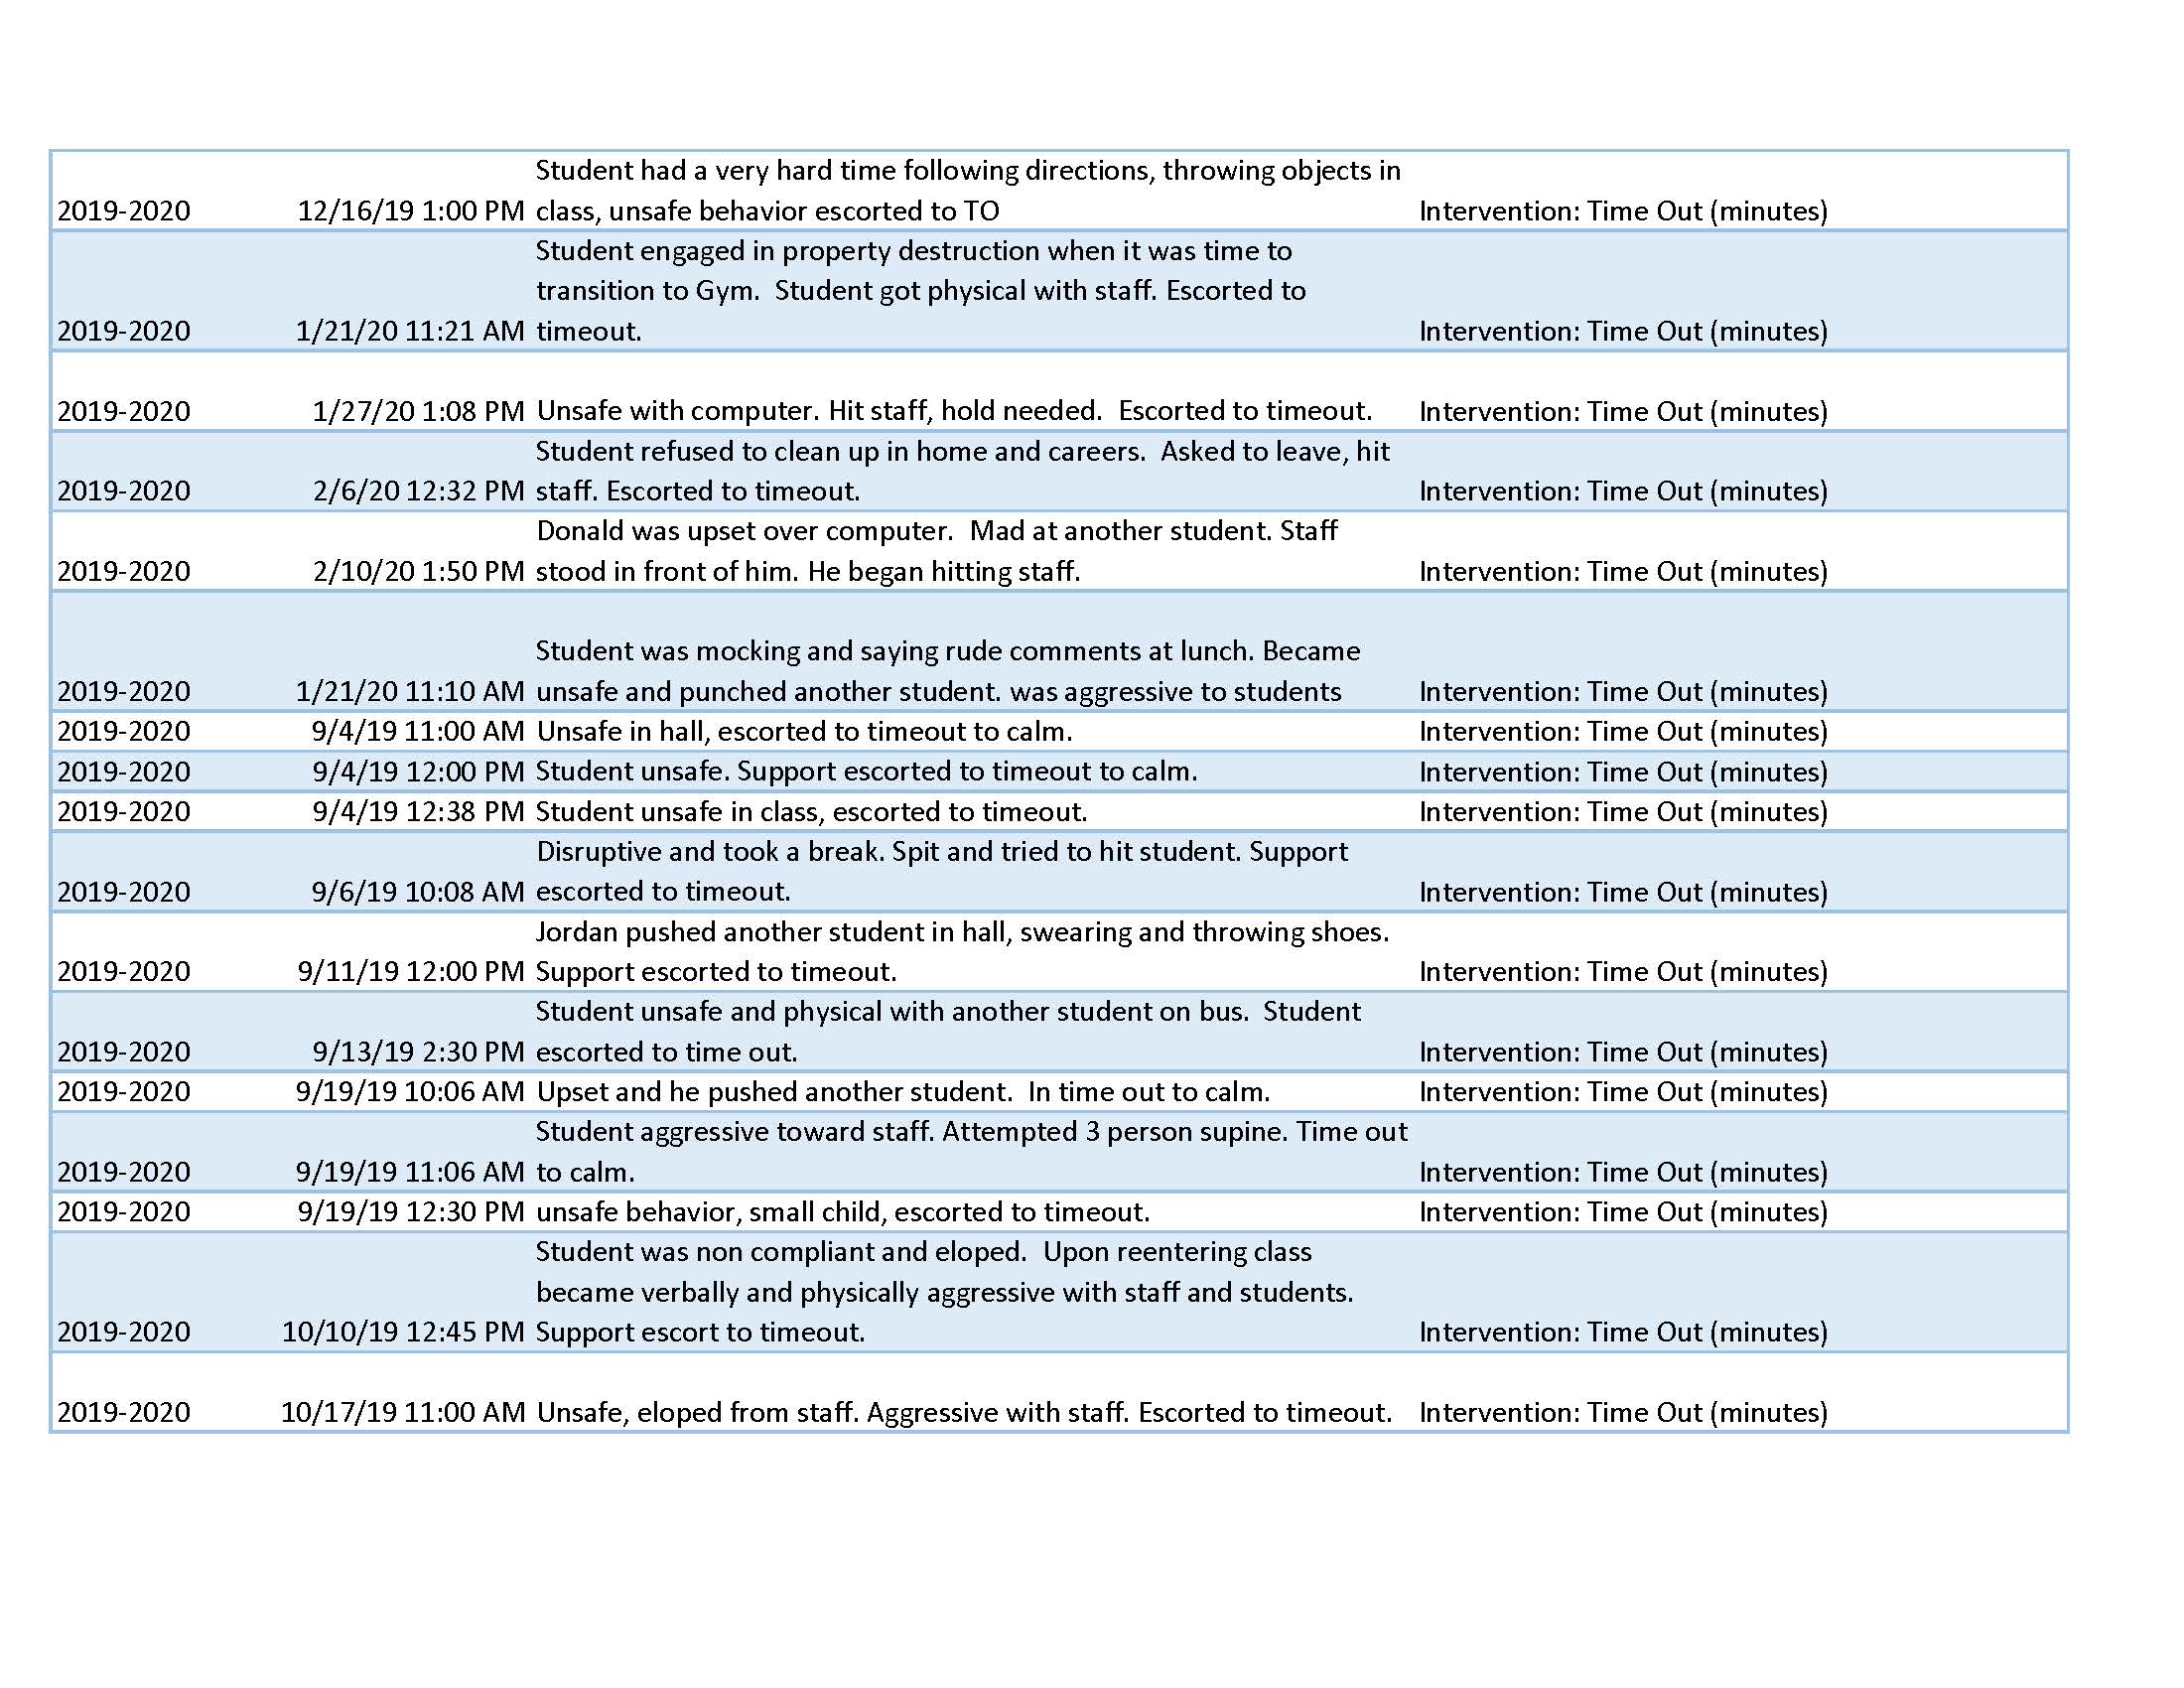 Student had a very hard time following directions, throwing objects in
2019-2020 12/16/19 1:00 PM class, unsafe behavior escorted to TO Intervention: Time Out (minutes)
Student engaged in property destruction when it was time to
transition to Gym.  Student got physical with staff. Escorted to
2019-2020 1/21/20 11:21 AM timeout. Intervention: Time Out (minutes)
2019-2020 1/27/20 1:08 PM Unsafe with computer. Hit staff, hold needed.  Escorted to timeout. Intervention: Time Out (minutes)
Student refused to clean up in home and careers.  Asked to leave, hit
2019-2020 2/6/20 12:32 PM staff. Escorted to timeout. Intervention: Time Out (minutes)
Donald was upset over computer.  Mad at another student. Staff
2019-2020 2/10/20 1:50 PM stood in front of him. He began hitting staff. Intervention: Time Out (minutes)
Student was mocking and saying rude comments at lunch. Became
2019-2020 1/21/20 11:10 AM unsafe and punched another student. was aggressive to students Intervention: Time Out (minutes)
2019-2020 9/4/19 11:00 AM Unsafe in hall, escorted to timeout to calm. Intervention: Time Out (minutes)
2019-2020 9/4/19 12:00 PM Student unsafe. Support escorted to timeout to calm. Intervention: Time Out (minutes)
2019-2020 9/4/19 12:38 PM Student unsafe in class, escorted to timeout. Intervention: Time Out (minutes)
Disruptive and took a break. Spit and tried to hit student. Support
2019-2020 9/6/19 10:08 AM escorted to timeout. Intervention: Time Out (minutes)
Jordan pushed another student in hall, swearing and throwing shoes.
2019-2020 9/11/19 12:00 PM Support escorted to timeout. Intervention: Time Out (minutes)
Student unsafe and physical with another student on bus.  Student
2019-2020 9/13/19 2:30 PM escorted to time out. Intervention: Time Out (minutes)
2019-2020 9/19/19 10:06 AM Upset and he pushed another student.  In time out to calm. Intervention: Time Out (minutes)
Student aggressive toward staff. Attempted 3 person supine. Time out
2019-2020 9/19/19 11:06 AM to calm. Intervention: Time Out (minutes)
2019-2020 9/19/19 12:30 PM unsafe behavior, small child, escorted to timeout. Intervention: Time Out (minutes)
Student was non compliant and eloped.  Upon reentering class
became verbally and physically aggressive with staff and students.
2019-2020 10/10/19 12:45 PM Support escort to timeout. Intervention: Time Out (minutes)
2019-2020 10/17/19 11:00 AM Unsafe, eloped from staff. Aggressive with staff. Escorted to timeout. Intervention: Time Out (minutes)